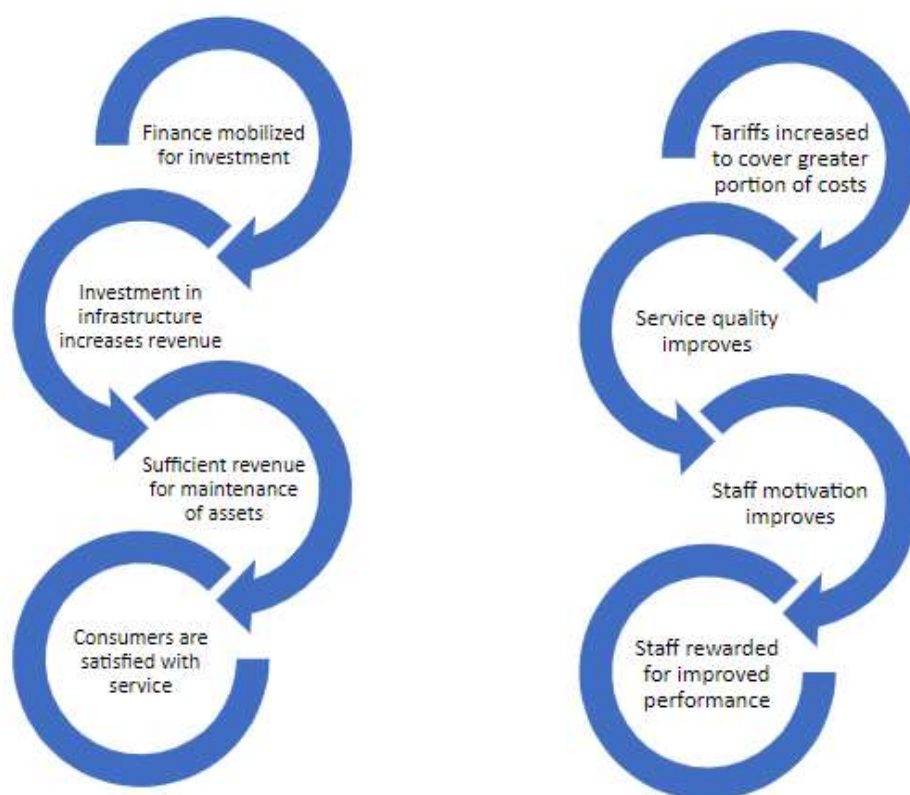 Finance mobilized
for investment
Investment in
infrastructure
increases revenue
Sufficient revenue
for maintenance
of assets
Consumers are
satisfied with
service
Tariffs increased
to cover greater
portion of costs
Service quality
improves
Staff motivation
improves
Staff rewarded
for improved
performance